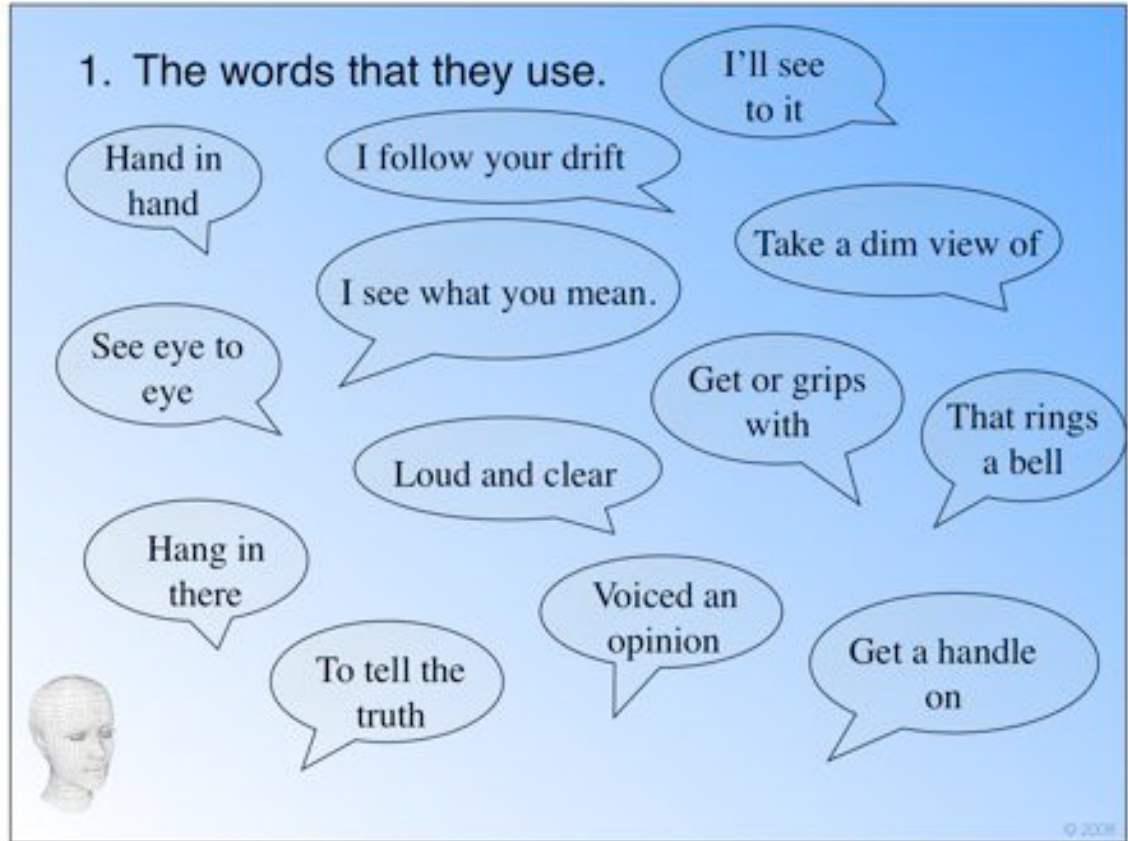 1. The words that they use.
I'll see
to it
Hand in
hand
I follow your drift
Take a dim view of
I see what you mean.
See eye to
eye
Get or grips
with
That rings
a bell
Loud and clear
Hang in
there
Voiced an
opinion
Get a handle
on
To tell the
truth
© 2008